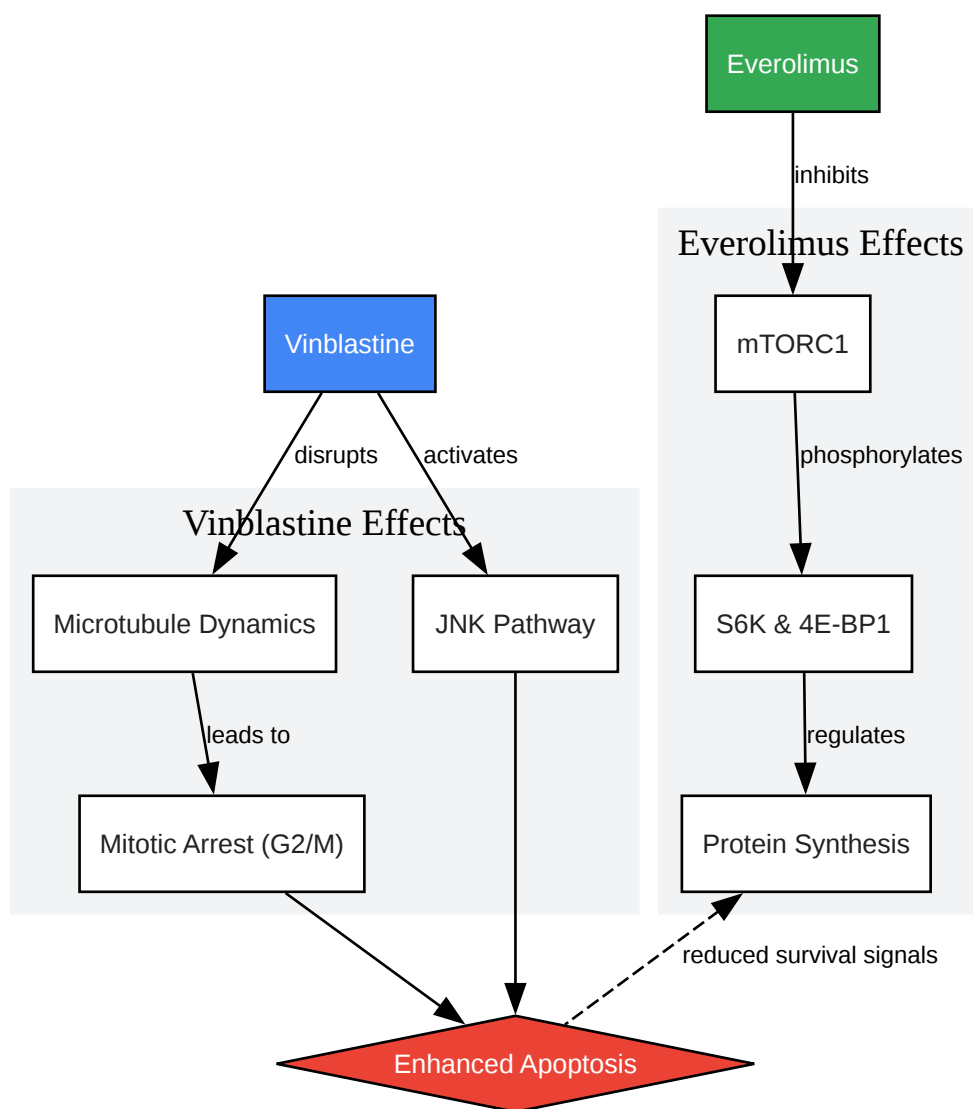 Everolimus
inhibits
Everolimus Effects
Vinblastine
mTORC1
disrupts
activates
phosphorylates
Vinblastine Effects
Microtubule Dynamics
JNK Pathway
S6K & 4E-BP1
leads to
regulates
Mitotic Arrest (G2/M)
Protein Synthesis
reduced survival signals
Enhanced Apoptosis